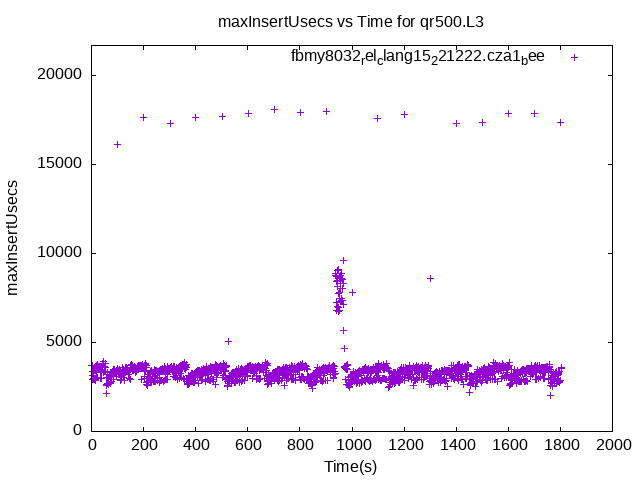 maxInsertUsecs vs Time for qr500.L3
fbmy8032relclang15221222.cza1bee
20000
15000
10000
5000
0
maxInsertUsecs
0 200 400 600 800 1000 1200 1400 1600 1800 2000
Time(s)